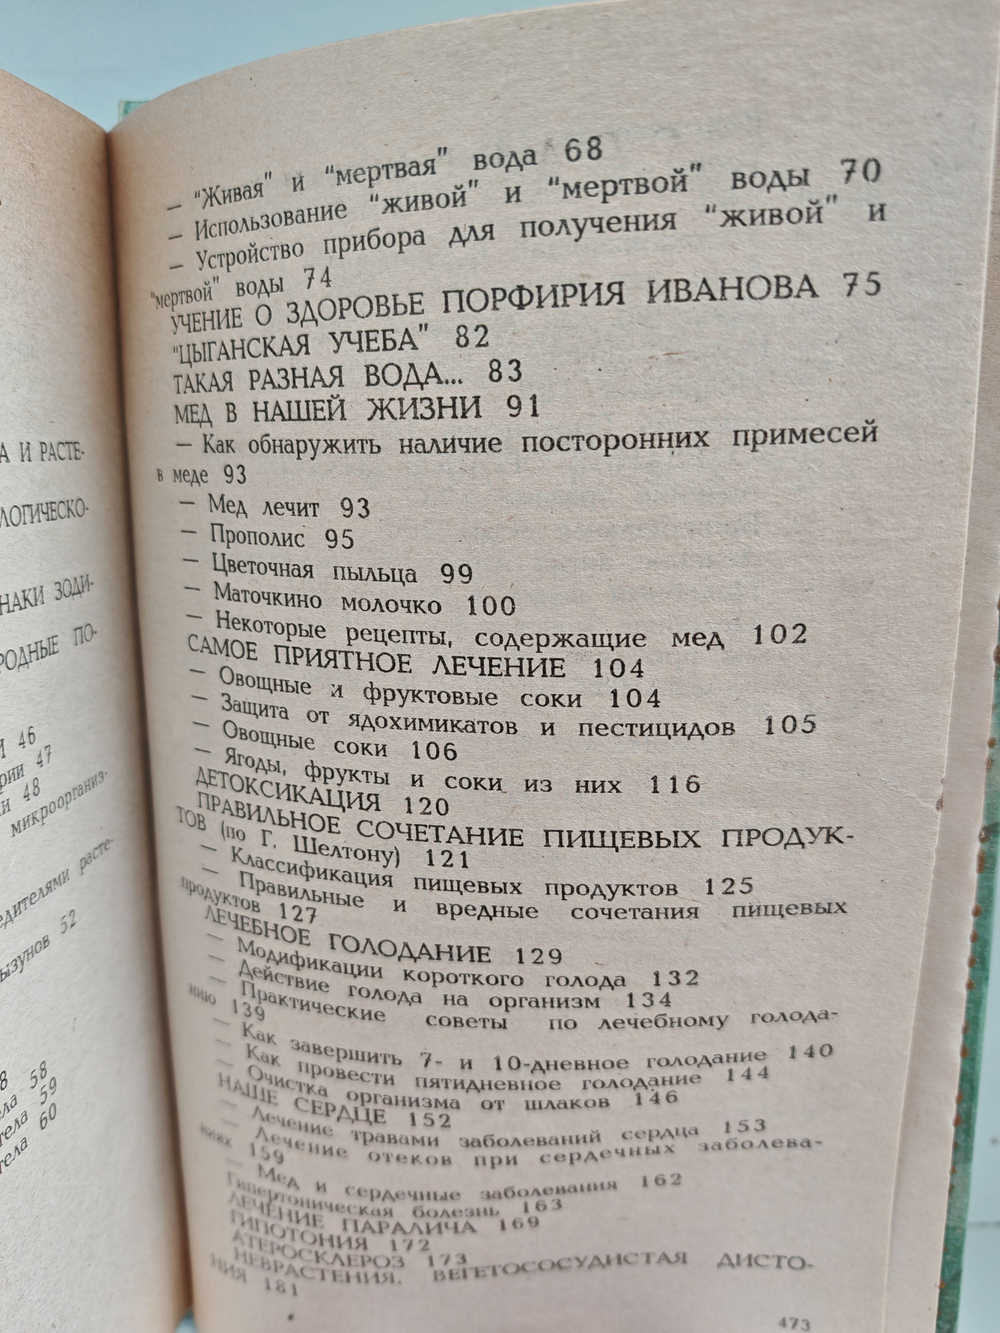 А И РАСТЕ-
ЛОГИЧЕСКО-
НАКИ ЗОДИ-
РОДНЫЕ ПО-
И 46
рии 47
и 48
микроорганиз-
едителями расте-
ызунов 52
8 58
ела 59
тела 60
тела
– "Живая" и "мертвая" вода 68
– Использование "живой" и "мертвой" воды 70
– Устройство прибора для получения "живой" и
"мертвой" воды 74
УЧЕНИЕ О ЗДОРОВЬЕ ПОРФИРИЯ ИВАНОВА 75
"ЦЫГАНСКАЯ УЧЕБА" 82
ТАКАЯ РАЗНАЯ ВОДА... 83
МЕД В НАШЕЙ ЖИЗНИ 91
– Как обнаружить наличие посторонних примесей
в меде 93
– Мед лечит 93
– Прополис 95
– Цветочная пыльца 99
– Маточкино молочко 100
– Некоторые рецепты, содержащие мед 102
САМОЕ ПРИЯТНОЕ ЛЕЧЕНИЕ 104
– Овощные и фруктовые соки 104
– Защита от ядохимикатов и пестицидов 105
– Овощные соки 106
– Ягоды, фрукты и соки из них 116
ДЕТОКСИКАЦИЯ 120
ПРАВИЛЬНОЕ СОЧЕТАНИЕ ПИЩЕВЫХ ПРОДУК-
ТОВ (по Г. Шелтону) 121
– Классификация пищевых продуктов 125
– Правильные и вредные сочетания пищевых
продуктов 127
ЛЕЧЕБНОЕ ГОЛОДАНИЕ 129
– Модификации короткого голода 132
– Действие голода на организм 134
– Практические советы по лечебному голода-
нию 139
– Как завершить 7- и 10-дневное голодание 140
– Как провести пятидневное голодание 144
– Очистка организма от шлаков 146
НАШЕ СЕРДЦЕ 152
– Лечение травами заболеваний сердца 153
– Лечение отеков при сердечных заболева-
ниях 159
– Мед и сердечные заболевания 162
Гипертоническая болезнь 163
ЛЕЧЕНИЕ ПАРАЛИЧА 169
ГИПОТОНИЯ 172
АТЕРОСКЛЕРОЗ 173
НЕВРАСТЕНИЯ, ВЕГЕТОСОСУДИСТАЯ ДИСТО-
НИЯ 181
473